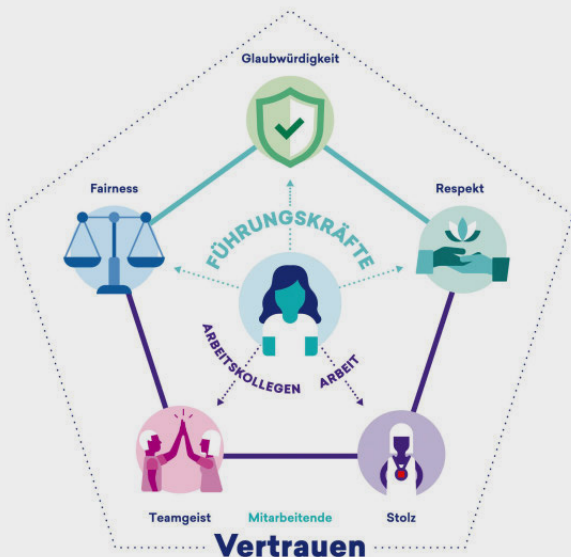 Glaubwürdigkeit
Fairness
Respekt
FÜHRUNGSKRÄFTE
ARBEITSKOLLEGEN
ARBEIT
Teamgeist
Mitarbeitende
Stolz
Vertrauen